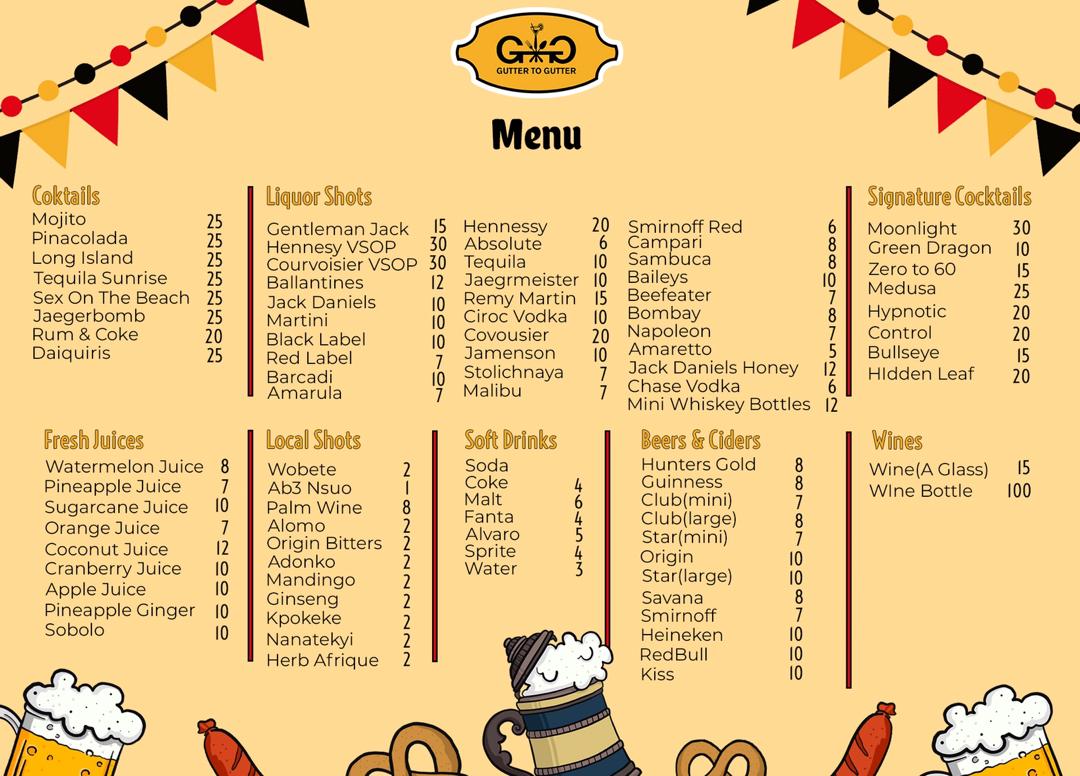 GHG
GUTTER TO GUTTER
Menu
Coktails
Mojito 25
Pinacolada 25
Long Island 25
Tequila Sunrise 25
Sex On The Beach 25
Jaegerbomb 25
Rum & Coke 20
Daiquiris 25
Liquor Shots
Gentleman Jack 15
Hennesy VSOP 30
Courvoisier VSOP 30
Ballantines 12
Jack Daniels 10
Martini 10
Black Label 10
Red Label 7
Barcadi 10
Amarula 7
Hennessy 20
Absolute 6
Tequila 10
Jaegrmeister 10
Remy Martin 15
Ciroc Vodka 10
Covousier 20
Jamenson 10
Stolichnaya 7
Malibu 7
Smirnoff Red 6
Campari 8
Sambuca 8
Baileys 10
Beefeater 7
Bombay 8
Napoleon 7
Amaretto 5
Jack Daniels Honey 12
Chase Vodka 6
Mini Whiskey Bottles 12
Signature Cocktails
Moonlight 30
Green Dragon 10
Zero to 60 15
Medusa 25
Hypnotic 20
Control 20
Bullseye 15
HIdden Leaf 20
Fresh Juices
Watermelon Juice 8
Pineapple Juice 7
Sugarcane Juice 10
Orange Juice 7
Coconut Juice 12
Cranberry Juice 10
Apple Juice 10
Pineapple Ginger 10
Sobolo 10
Local Shots
Wobete 2
Ab3 Nsuo 1
Palm Wine 8
Alomo 2
Origin Bitters 2
Adonko 2
Mandingo 2
Ginseng 2
Kpokeke 2
Nanatekyi 2
Herb Afrique 2
Soft Drinks
Soda
Coke 4
Malt 6
Fanta 4
Alvaro 5
Sprite 4
Water 3
Beers & Ciders
Hunters Gold 8
Guinness 8
Club(mini) 7
Club(large) 8
Star(mini) 7
Origin 10
Star(large) 10
Savana 8
Smirnoff 7
Heineken 10
RedBull 10
Kiss 10
Wines
Wine(A Glass) 15
WIne Bottle 100